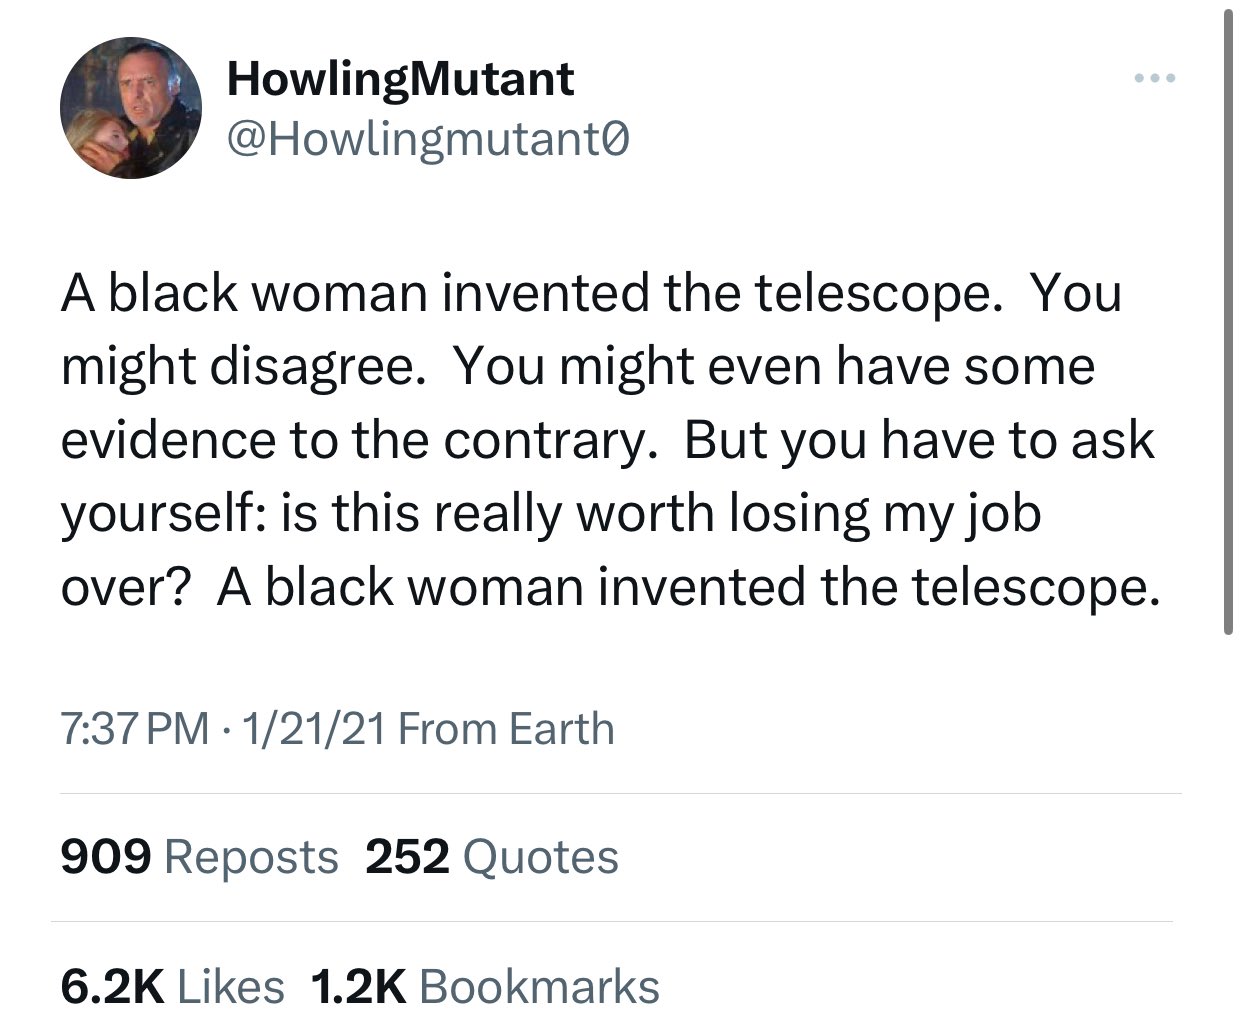 HowlingMutant
@Howlingmutant0
A black woman invented the telescope.  You
might disagree.  You might even have some
evidence to the contrary.  But you have to ask
yourself: is this really worth losing my job
over?  A black woman invented the telescope.
7:37 PM · 1/21/21 From Earth
909 Reposts  252 Quotes
6.2K Likes  1.2K Bookmarks